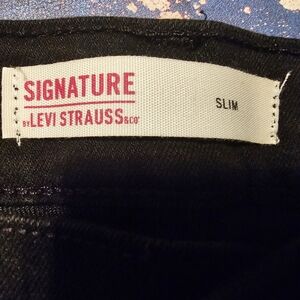 SIGNATURE
BY LEVI STRAUSS &CO
SLIM